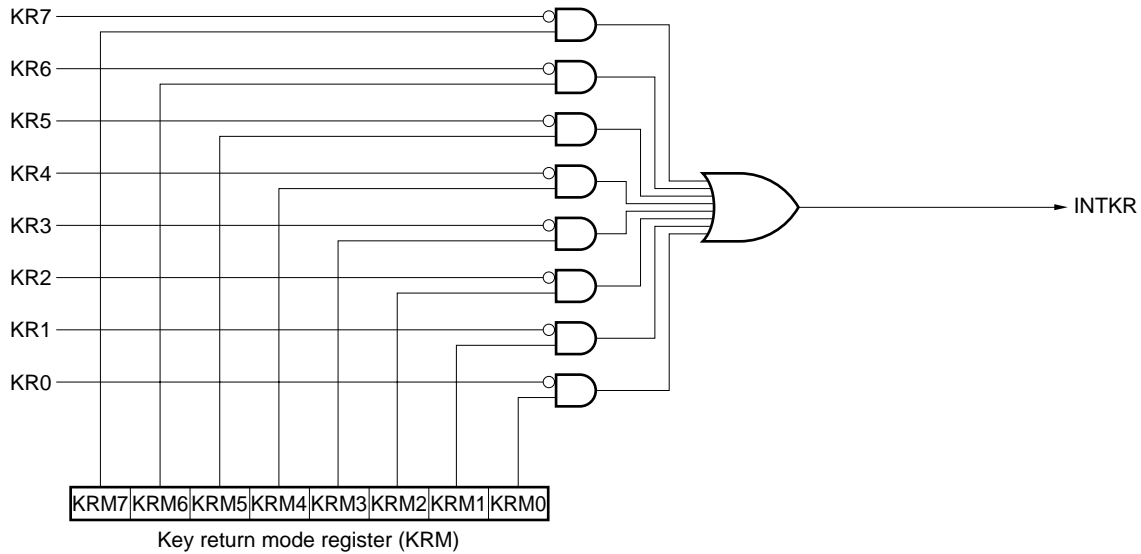 KR7
KR6
KR5
KR4
KR3
KR2
KR1
KR0
INTKR
KRM7 KRM6 KRM5 KRM4 KRM3 KRM2 KRM1 KRM0
Key return mode register (KRM)